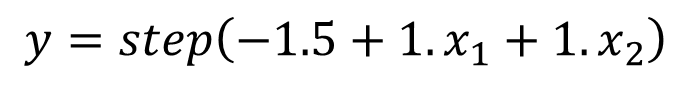 y = step(−1.5 + 1. x₁ + 1. x₂)